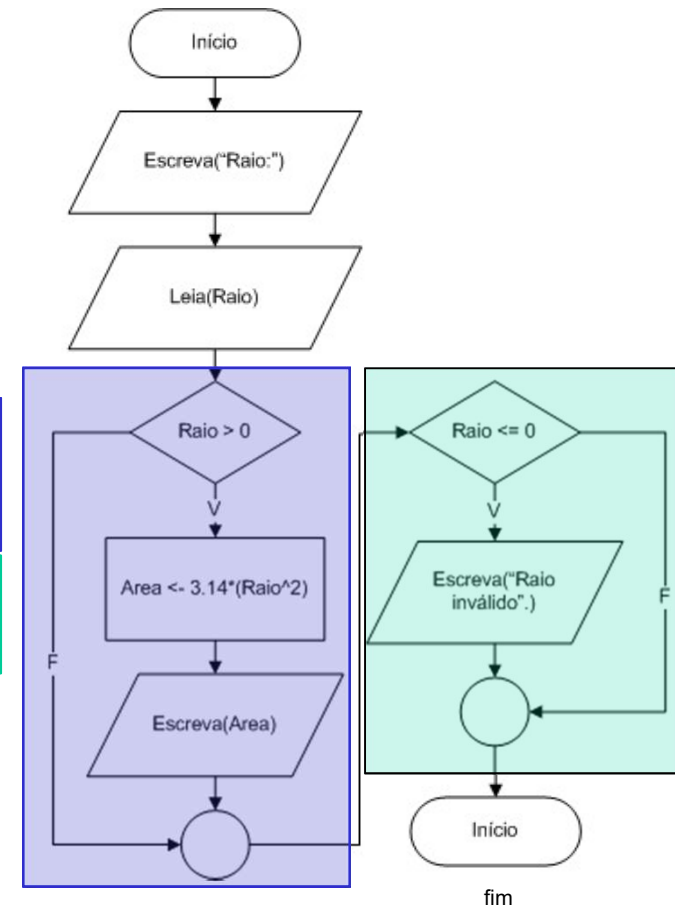 Início
Escreva(“Raio:”)
Leia(Raio)
Raio > 0
V
Area <- 3.14*(Raio^2)
F
Escreva(Area)
Raio <= 0
V
Escreva(“Raio
inválido”.)
F
Início
fim